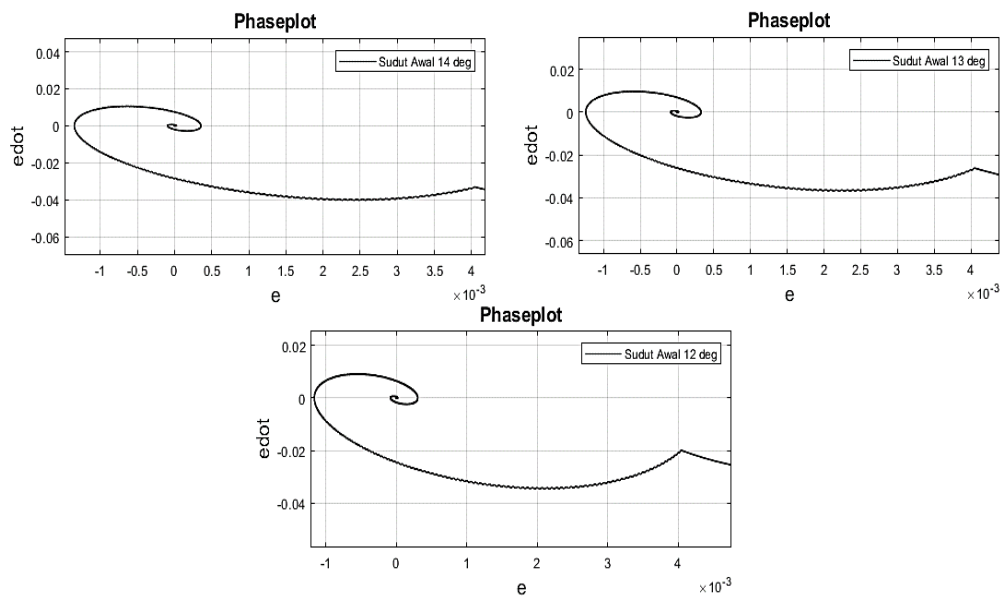 Phaseplot
Sudut Awal 14 deg
0.04
0.02
0
-0.02
-0.04
-0.06
edot
-1 -0.5 0 0.5 1 1.5 2 2.5 3 3.5 4
e
×10⁻³
Phaseplot
Sudut Awal 13 deg
0.02
0
-0.02
-0.04
-0.06
edot
-1 -0.5 0 0.5 1 1.5 2 2.5 3 3.5 4
e
×10⁻³
Phaseplot
Sudut Awal 12 deg
0.02
0
-0.02
-0.04
edot
-1 0 1 2 3 4
e
×10⁻³